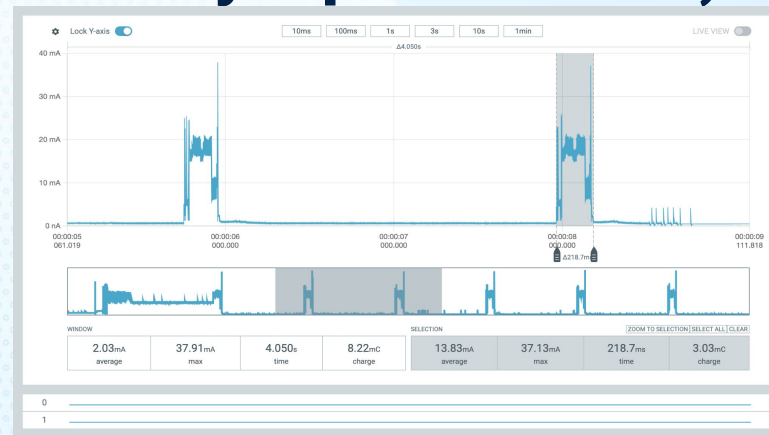 Lock Y-axis 10ms 100ms 1s 3s 10s 1min LIVE VIEW
Δ4.050s
40 mA
30 mA
20 mA
10 mA
0 nA
00:00:05 00:00:06 00:00:07 00:00:08 00:00:09
061.019 000.000 000.000 000.000 111.818
Δ218.7m
WINDOW SELECTION ZOOM TO SELECTION SELECT ALL CLEAR
2.03mA 37.91mA 4.050s 8.22mC 13.83mA 37.13mA 218.7ms 3.03mC
average max time charge average max time charge
0
1